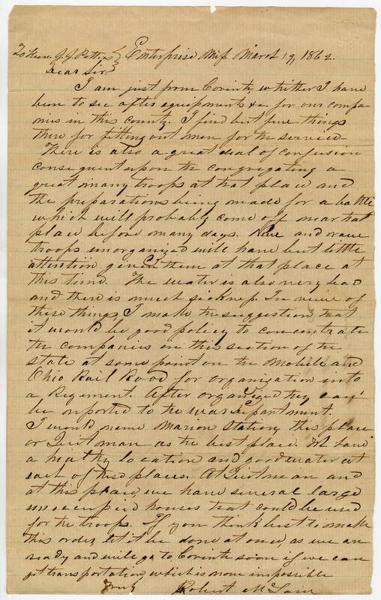 To Hon. J. J. Pettus Enterprise Miss March 19, 1862.
Dear Sir
I am just from Corinth, whither I have
been to see after equipments &c for our compa
nies in this county. I find but few things
there for fitting out men for the service.
There is also a great deal of confusion
consequent upon the congregating a
great many troops at that place and
the preparations being made for a battle
which will probably come off near that
place before many days. New and raw
troops unorganized will have but little
attention given them at that place at
this time. The water is also very bad
and there is much sickness. In view of
these things I make the suggestion, that
it would be good policy to concentrate
the companies in this section of the
state at some point on the Mobile and
Ohio Rail Road for organization into
a Regiment. After organized they can
be reported to the war department.
I would name Marion Station, this place
or Quitman as the best place. We have
a healthy location and good water at
each of these places. At Quitman and
at this place, we have several large
unoccupied houses that could be used
for the troops. If you think best to make
this order let it be done at once, as we are
ready and will go to Corinth soon if we can
get transportation, which is now impossible
Yours Robert